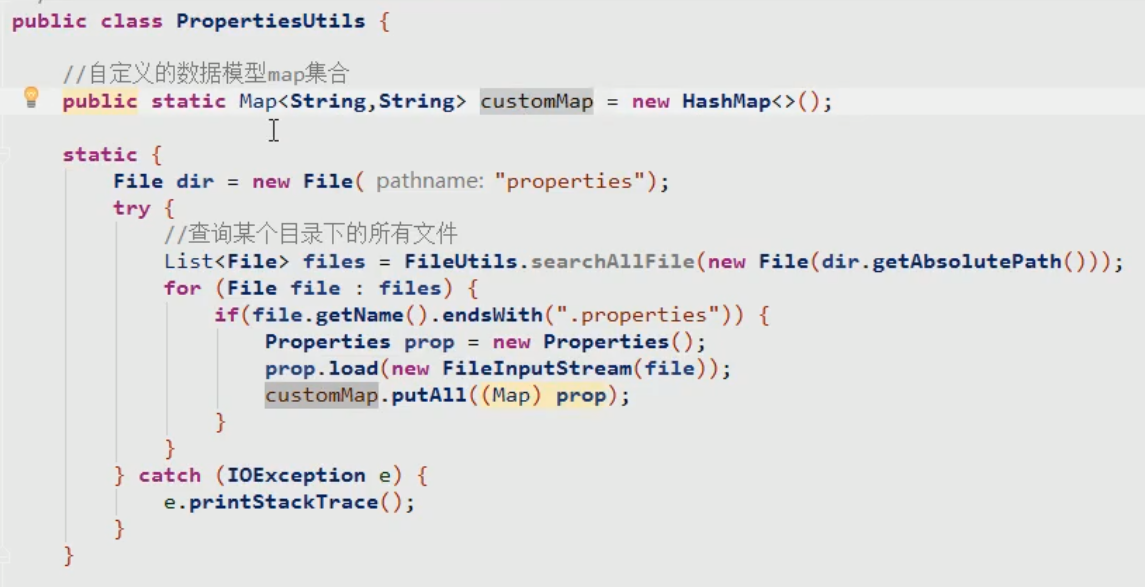 public class PropertiesUtils {
//自定义的数据模型map集合
public static Map<String,String> customMap = new HashMap<>();
static {
File dir = new File( pathname: "properties");
try {
//查询某个目录下的所有文件
List<File> files = FileUtils.searchAllFile(new File(dir.getAbsolutePath()));
for (File file : files) {
if(file.getName().endsWith(".properties")) {
Properties prop = new Properties();
prop.load(new FileInputStream(file));
customMap.putAll((Map) prop);
}
}
} catch (IOException e) {
e.printStackTrace();
}
}